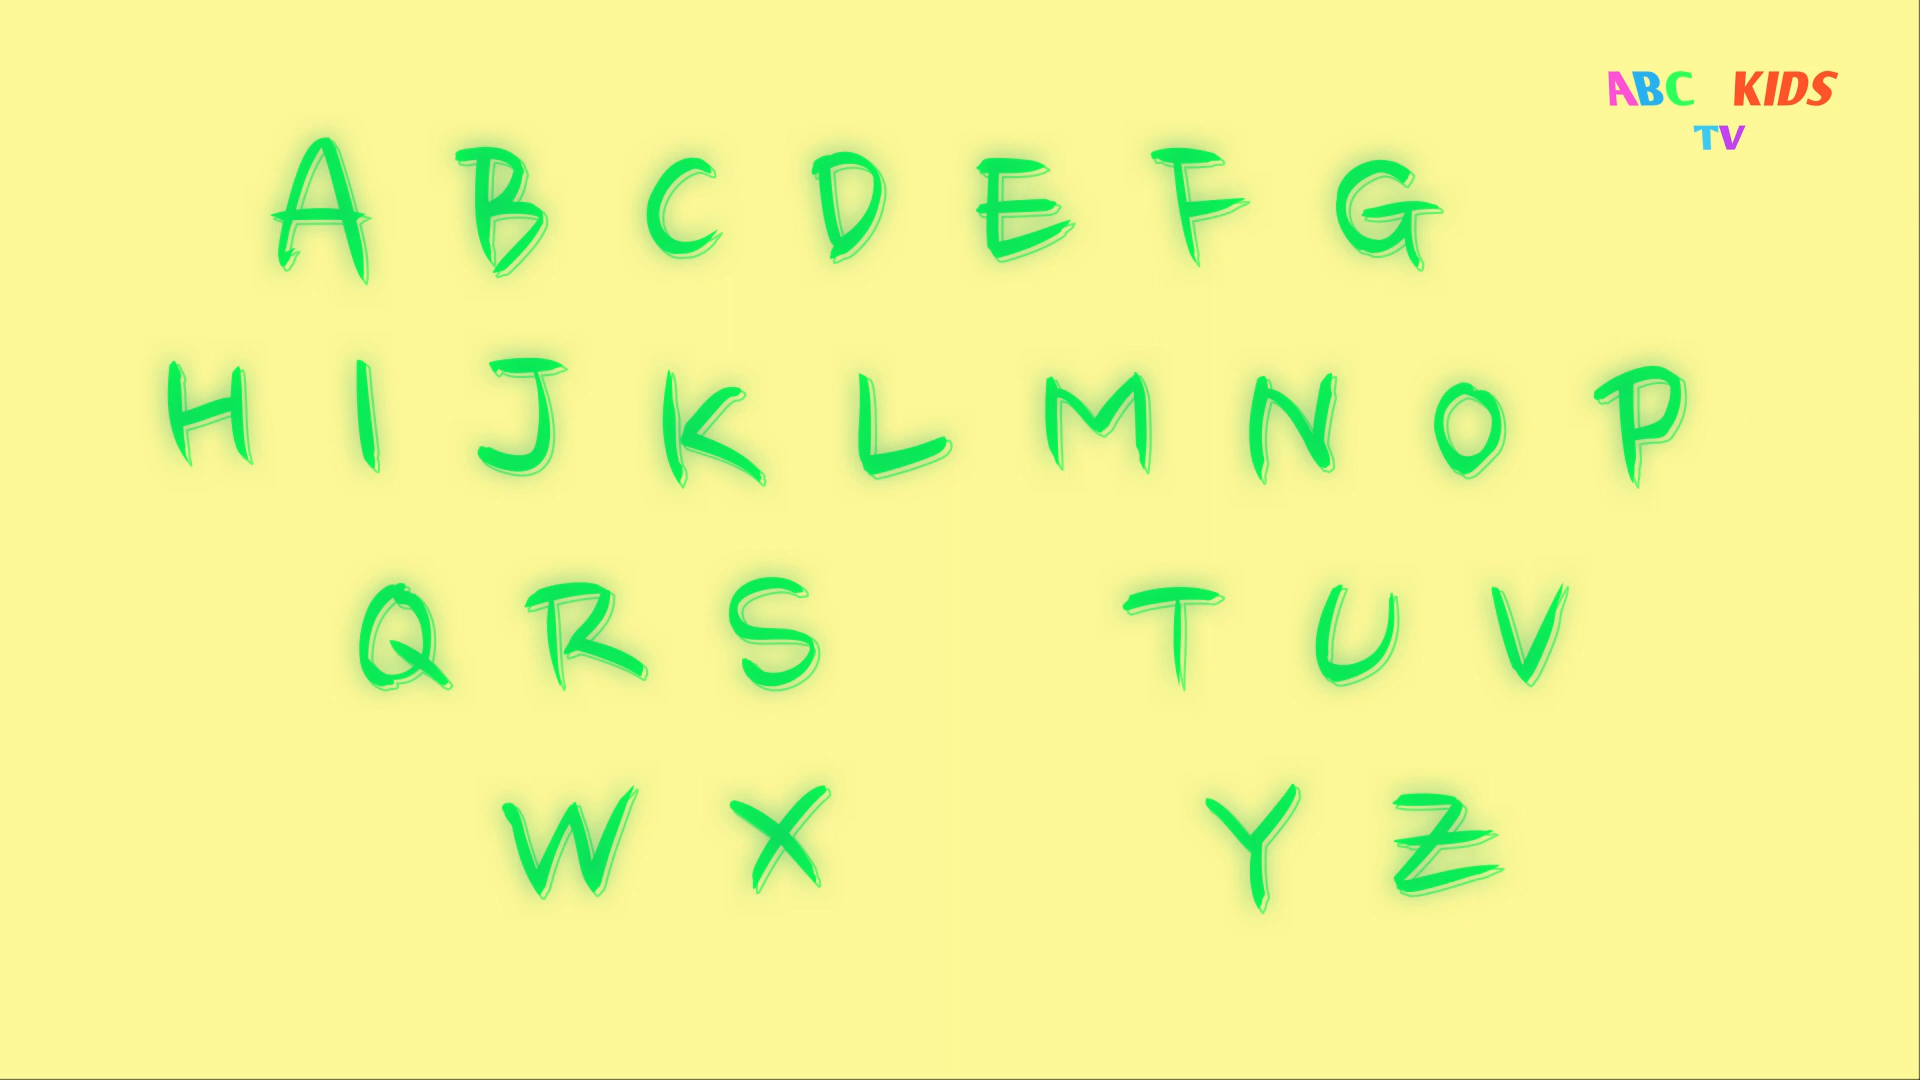 ABC KIDS
TV
A B C D E F G
H I J K L M N O P
Q R S T U V
W X Y Z